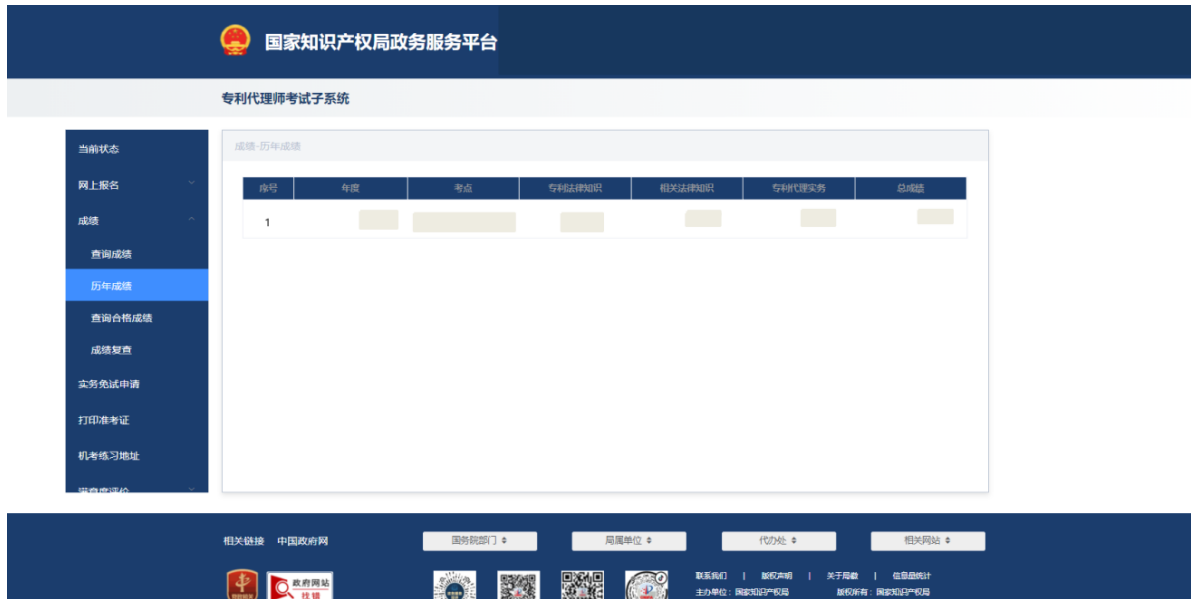 国家知识产权局政务服务平台
专利代理师考试子系统
当前状态
网上报名
成绩
查询成绩
历年成绩
查询合格成绩
成绩复查
实务免试申请
打印准考证
机考练习地址
满意度评价
成绩-历年成绩
序号 年度 考点 专利法律知识 相关法律知识 专利代理实务 总成绩
1
相关链接 中国政府网 国务院部门 局属单位 代办处 相关网站
政府网站
找错
联系我们 | 版权声明 | 关于局徽 | 信息量统计
主办单位：国家知识产权局 版权所有：国家知识产权局